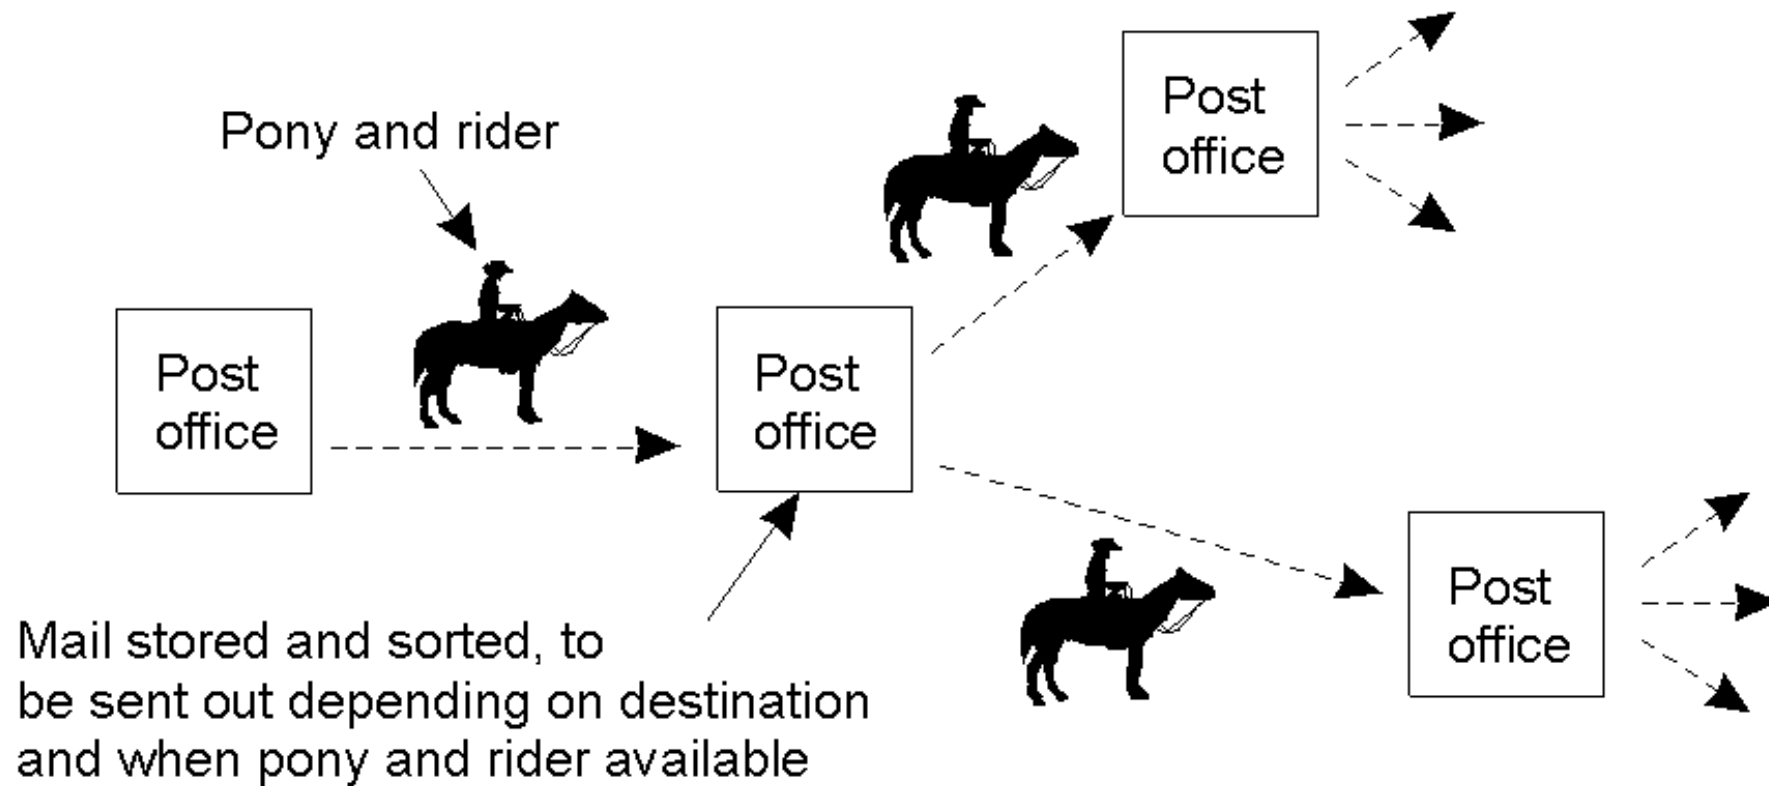 Pony and rider
Post
office
Post
office
Post
office
Post
office
Mail stored and sorted, to
be sent out depending on destination
and when pony and rider available